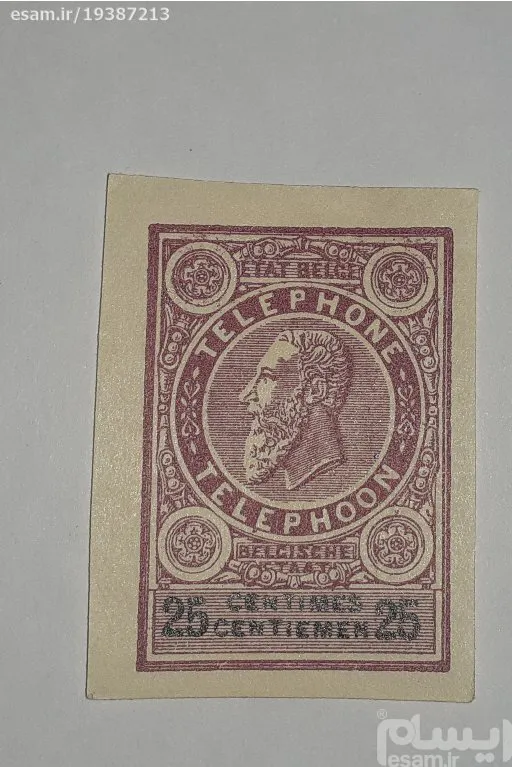 esam.ir/19387213
ETAT BELGE
TELEPHONE
TELEPHOON
BELGISCHE
STAAT
25 CENTIMES 25
CENTIEMEN
ایسام
esam.ir
®